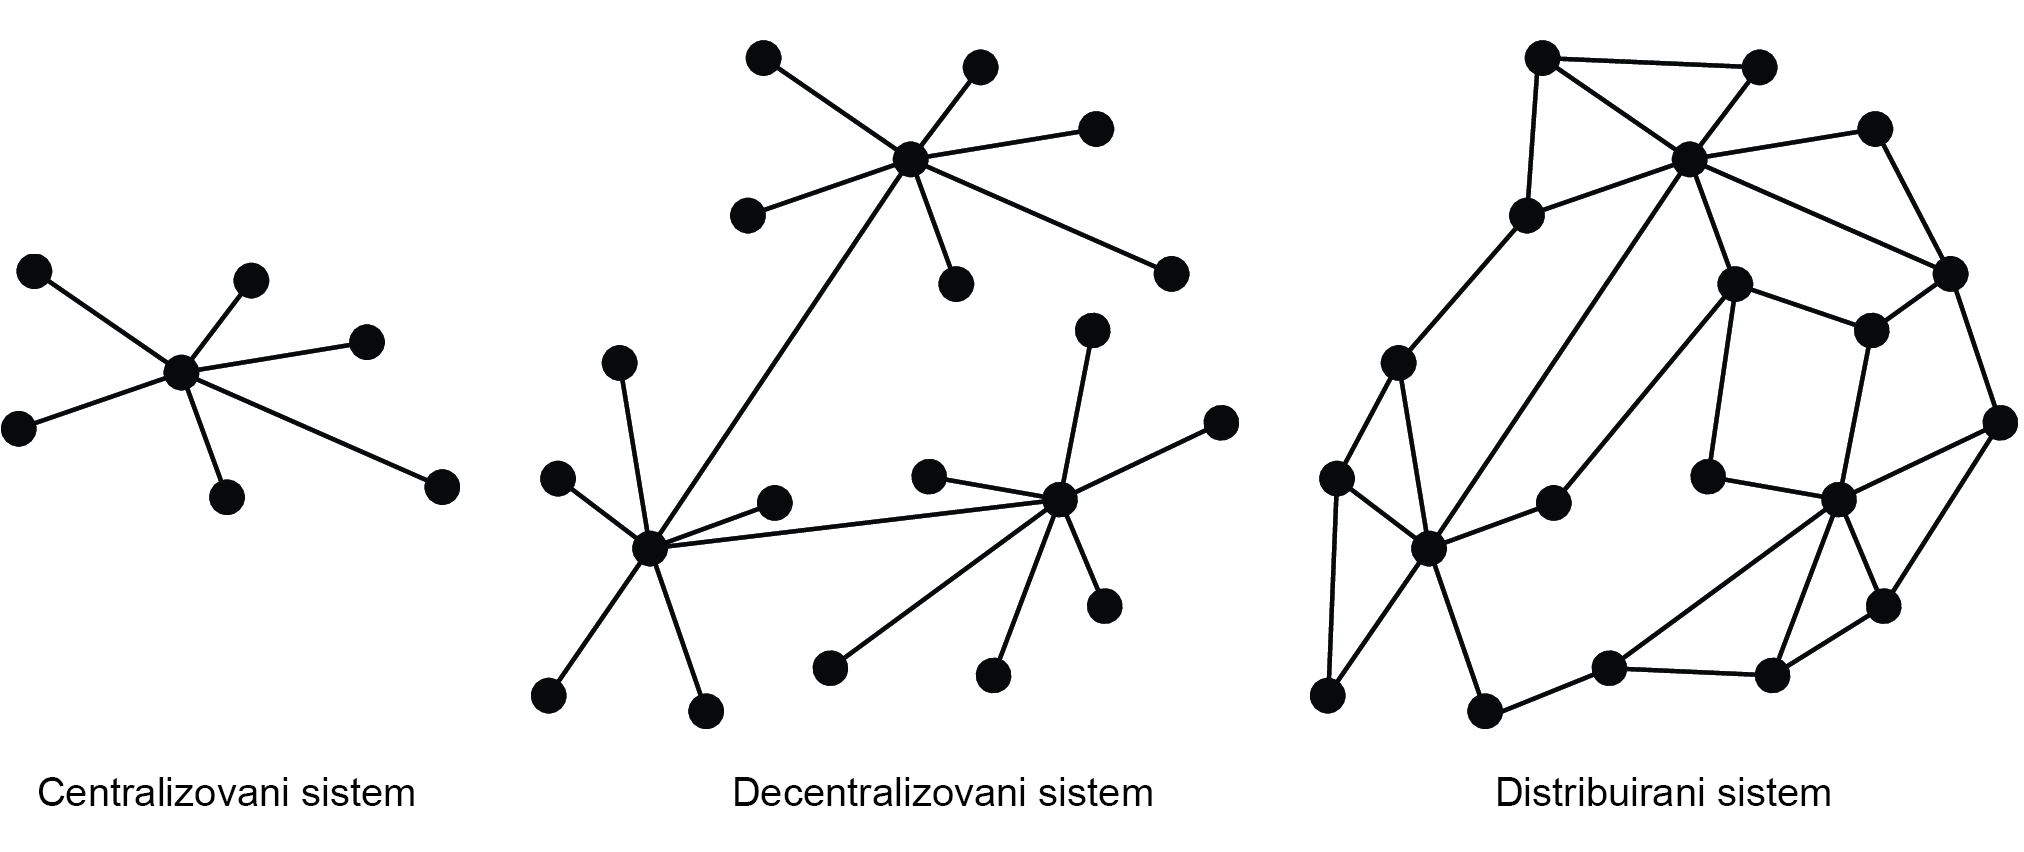 Centralizovani sistem
Decentralizovani sistem
Distribuirani sistem